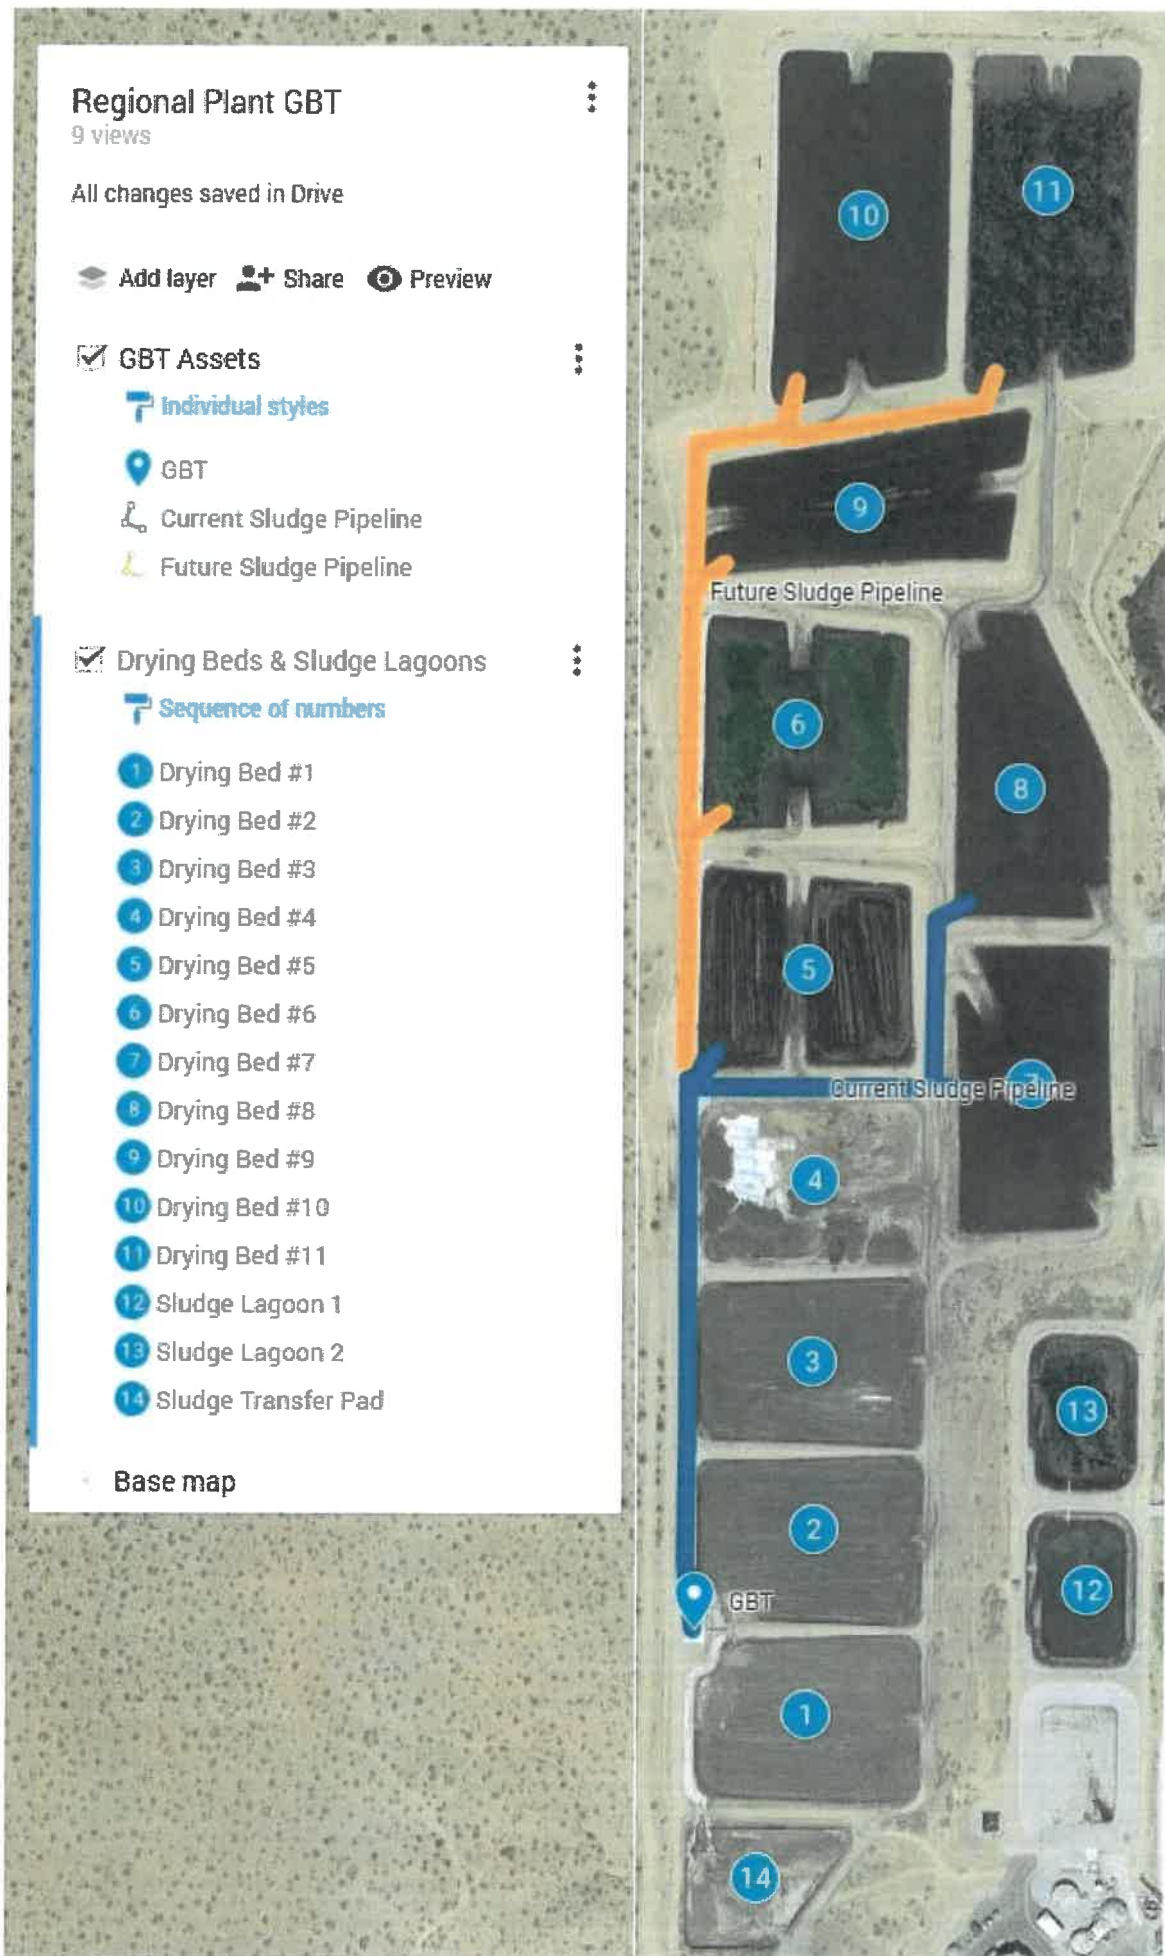 Regional Plant GBT
9 views
All changes saved in Drive
Add layer Share Preview
GBT Assets
Individual styles
GBT
Current Sludge Pipeline
Future Sludge Pipeline
Drying Beds & Sludge Lagoons
Sequence of numbers
1 Drying Bed #1
2 Drying Bed #2
3 Drying Bed #3
4 Drying Bed #4
5 Drying Bed #5
6 Drying Bed #6
7 Drying Bed #7
8 Drying Bed #8
9 Drying Bed #9
10 Drying Bed #10
11 Drying Bed #11
12 Sludge Lagoon 1
13 Sludge Lagoon 2
14 Sludge Transfer Pad
Base map
11
10
9
Future Sludge Pipeline
6
8
5
Current Sludge Pipeline
7
4
3
13
2
12
GBT
1
14